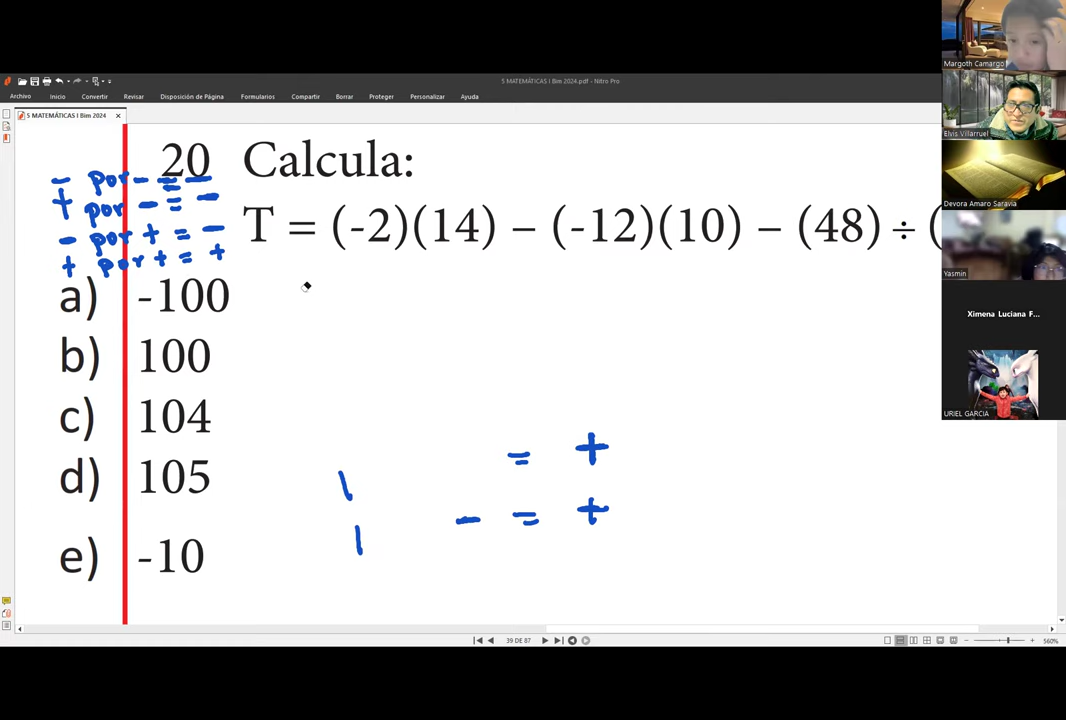 5 MATEMÁTICAS I Bim 2024.pdf - Nitro Pro
Archivo Inicio Convertir Revisar Disposición de Página Formularios Compartir Borrar Proteger Personalizar Ayuda
5 MATEMÁTICAS I Bim 2024
20 Calcula:
- por - = -
+ por - = -
- por + = -
+ por + = +
T = (-2)(14) – (-12)(10) – (48) ÷ (
a) -100
b) 100
c) 104
d) 105
e) -10
= +
- = +
39 DE 87
560%
Margoth Camargo
Elvis Villarruel
Devora Amaro Saravia
Yasmin
Ximena Luciana F...
URIEL GARCIA